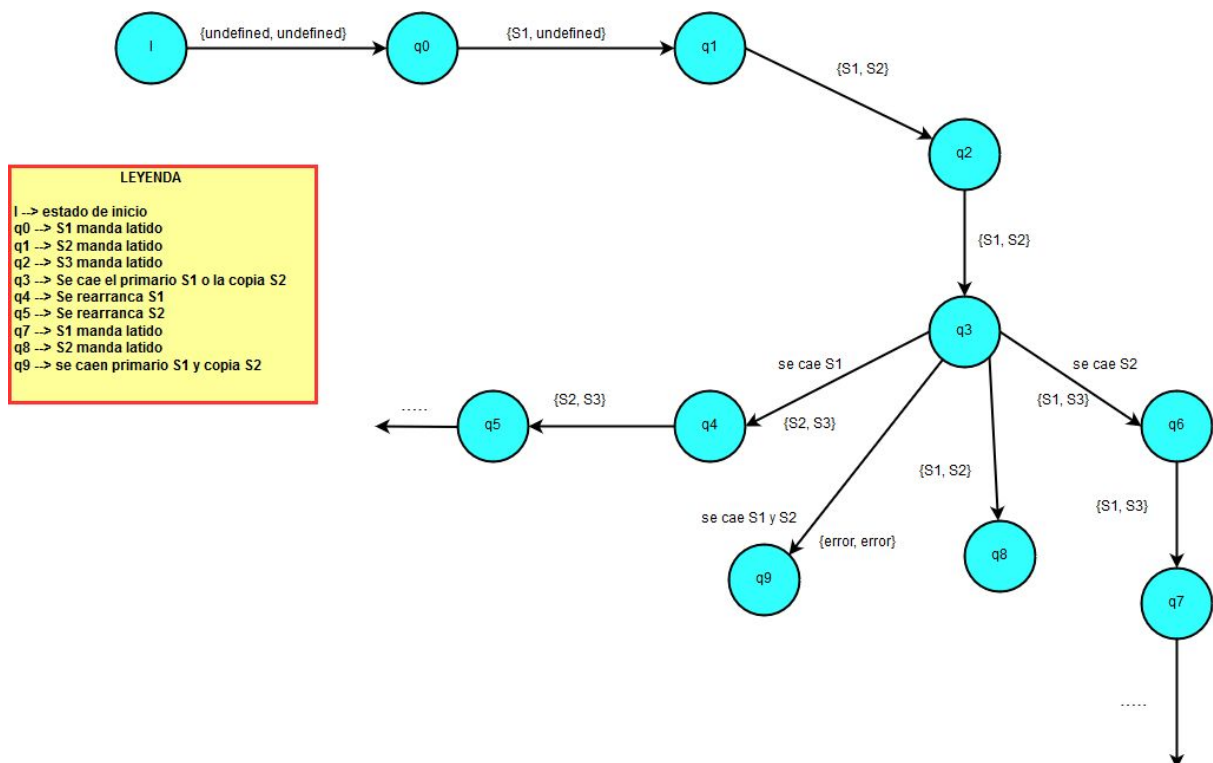 I
{undefined, undefined}
q0
{S1, undefined}
q1
{S1, S2}
q2
LEYENDA
I --> estado de inicio
q0 --> S1 manda latido
q1 --> S2 manda latido
q2 --> S3 manda latido
q3 --> Se cae el primario S1 o la copia S2
q4 --> Se rearranca S1
q5 --> Se rearranca S2
q7 --> S1 manda latido
q8 --> S2 manda latido
q9 --> se caen primario S1 y copia S2
{S1, S2}
q3
se cae S1
se cae S2
{S2, S3}
{S1, S3}
.....
q5
q4
{S2, S3}
q6
{S1, S2}
{S1, S3}
se cae S1 y S2
{error, error}
q8
q9
q7
.....